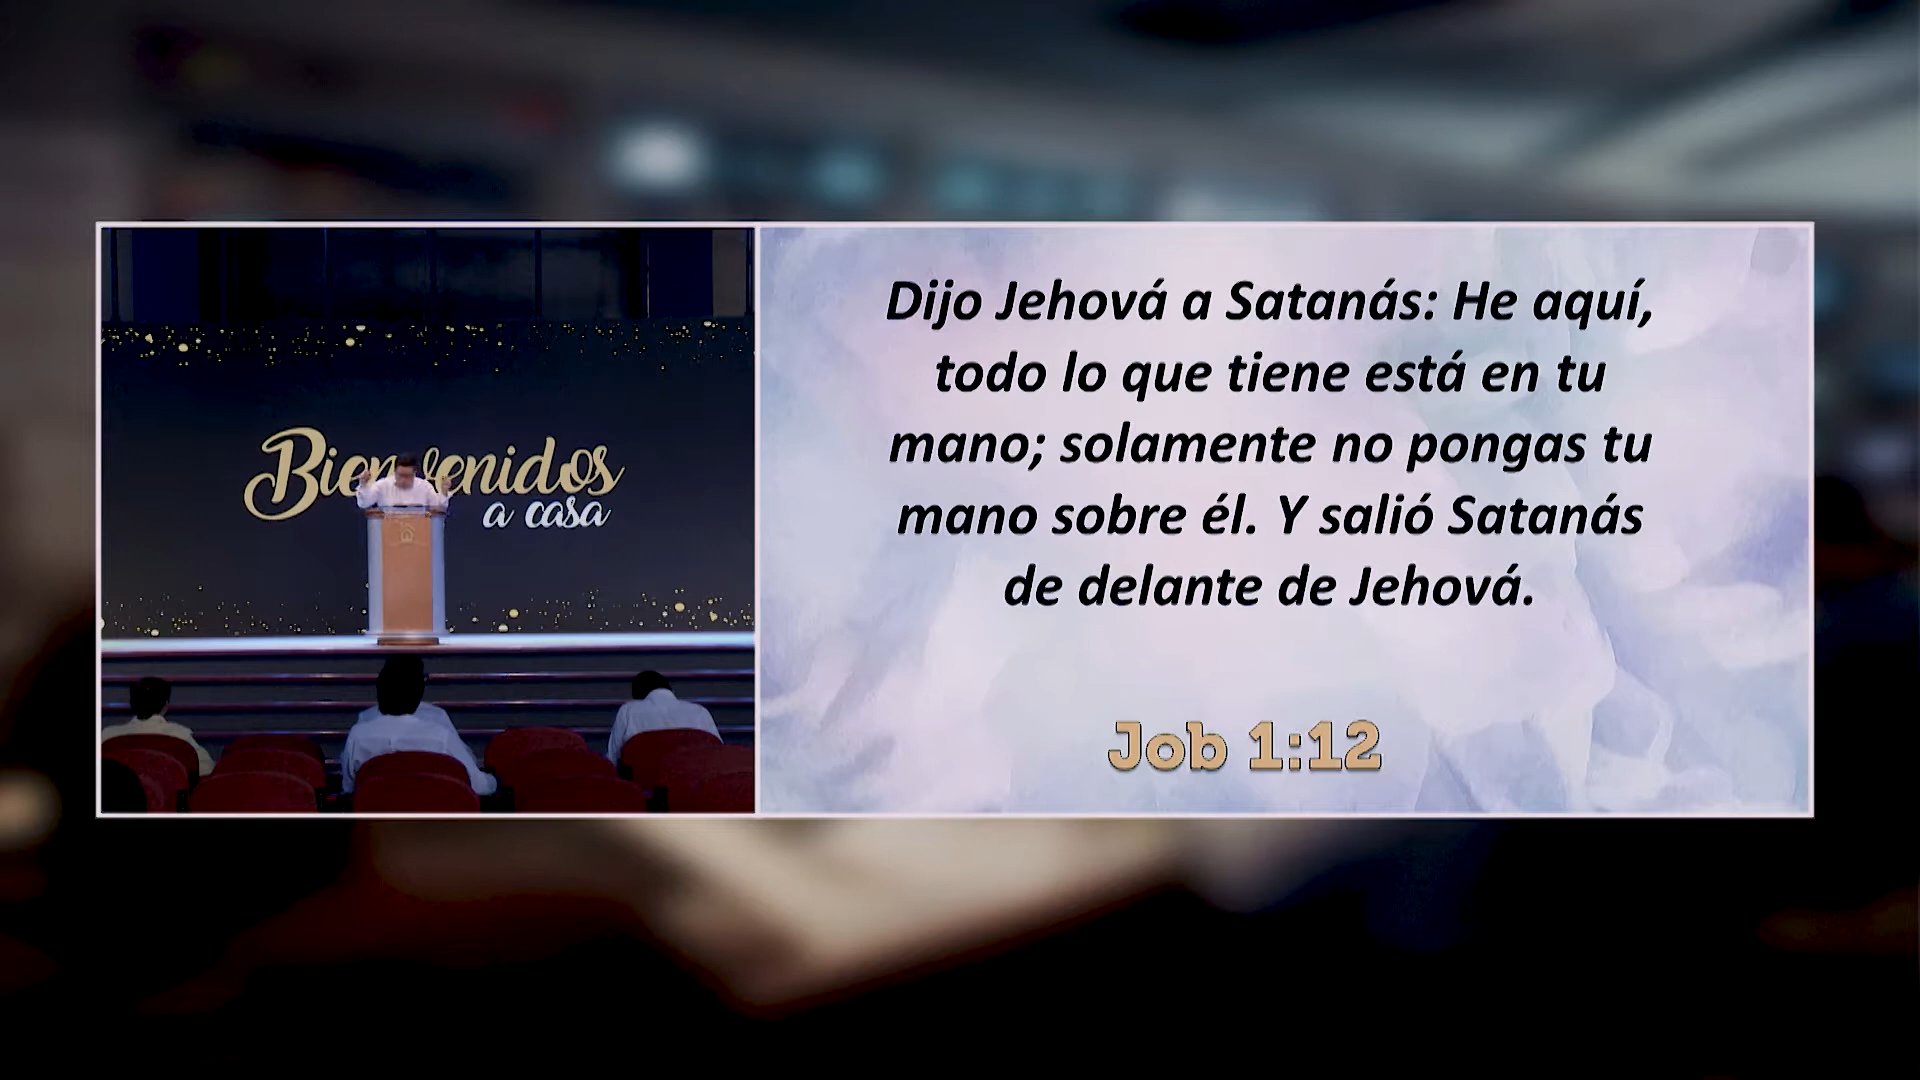 Bienvenidos
a casa
Dijo Jehová a Satanás: He aquí,
todo lo que tiene está en tu
mano; solamente no pongas tu
mano sobre él. Y salió Satanás
de delante de Jehová.
Job 1:12